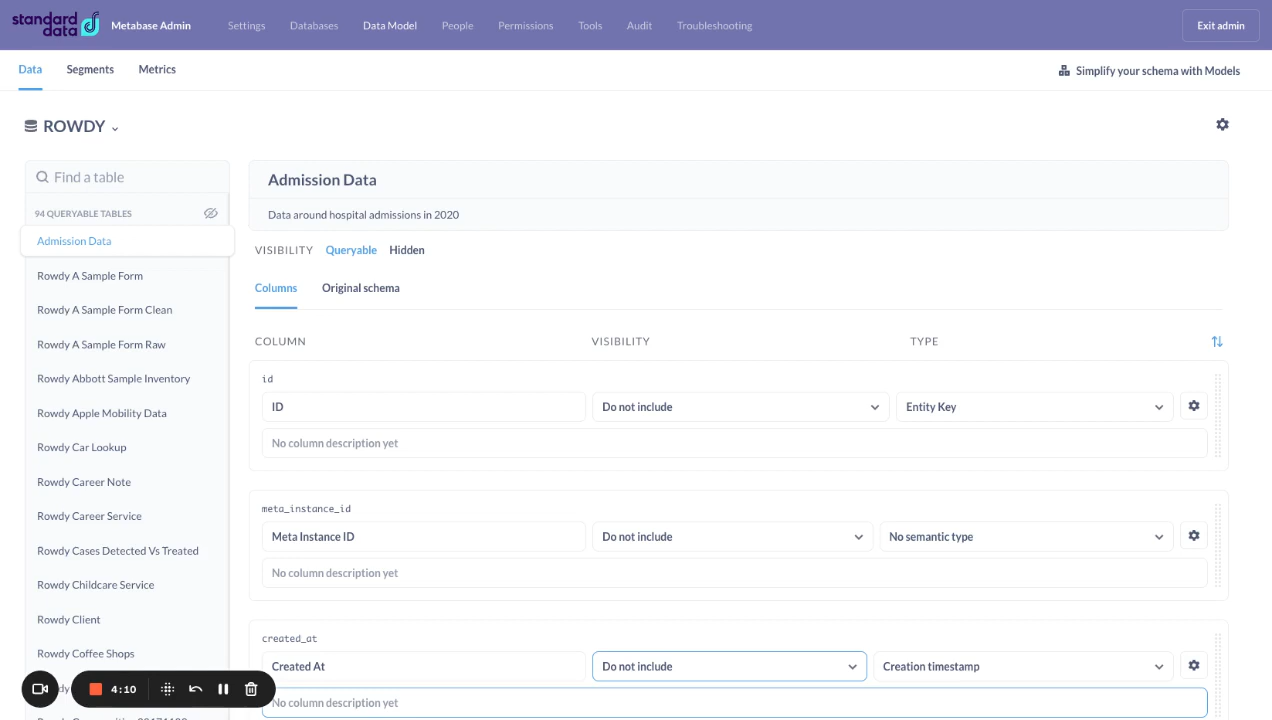 standard data
Metabase Admin
Settings
Databases
Data Model
People
Permissions
Tools
Audit
Troubleshooting
Exit admin
Data
Segments
Metrics
Simplify your schema with Models
ROWDY
Find a table
94 QUERYABLE TABLES
Admission Data
Rowdy A Sample Form
Rowdy A Sample Form Clean
Rowdy A Sample Form Raw
Rowdy Abbott Sample Inventory
Rowdy Apple Mobility Data
Rowdy Car Lookup
Rowdy Career Note
Rowdy Career Service
Rowdy Cases Detected Vs Treated
Rowdy Childcare Service
Rowdy Client
Rowdy Coffee Shops
4:10
Admission Data
Data around hospital admissions in 2020
VISIBILITY Queryable Hidden
Columns Original schema
COLUMN VISIBILITY TYPE
id
ID Do not include Entity Key
No column description yet
meta_instance_id
Meta Instance ID Do not include No semantic type
No column description yet
created_at
Created At Do not include Creation timestamp
No column description yet